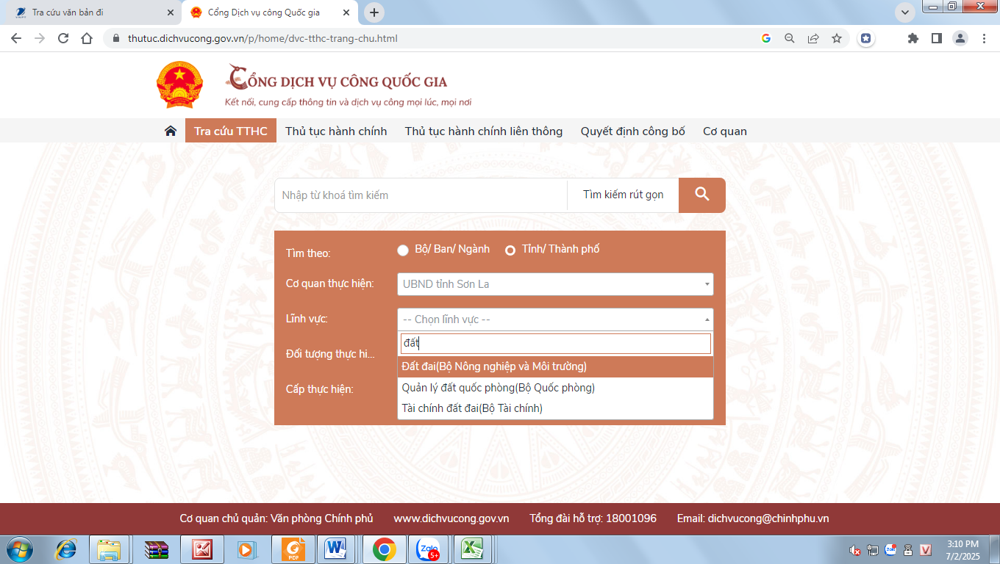 Tra cứu văn bản đi
Cổng Dịch vụ công Quốc gia
thutuc.dichvucong.gov.vn/p/home/dvc-tthc-trang-chu.html
CỔNG DỊCH VỤ CÔNG QUỐC GIA
Kết nối, cung cấp thông tin và dịch vụ công mọi lúc, mọi nơi
Tra cứu TTHC Thủ tục hành chính Thủ tục hành chính liên thông Quyết định công bố Cơ quan
Nhập từ khoá tìm kiếm Tìm kiếm rút gọn
Tìm theo: Bộ/ Ban/ Ngành Tỉnh/ Thành phố
Cơ quan thực hiện: UBND tỉnh Sơn La
Lĩnh vực: -- Chọn lĩnh vực --
đất
Đối tượng thực hi...
Đất đai(Bộ Nông nghiệp và Môi trường)
Cấp thực hiện: Quản lý đất quốc phòng(Bộ Quốc phòng)
Tài chính đất đai(Bộ Tài chính)
Cơ quan chủ quản: Văn phòng Chính phủ www.dichvucong.gov.vn Tổng đài hỗ trợ: 18001096 Email: dichvucong@chinhphu.vn
PDF
W
Zalo
5+
X
Zalo
V
3:10 PM
7/2/2025